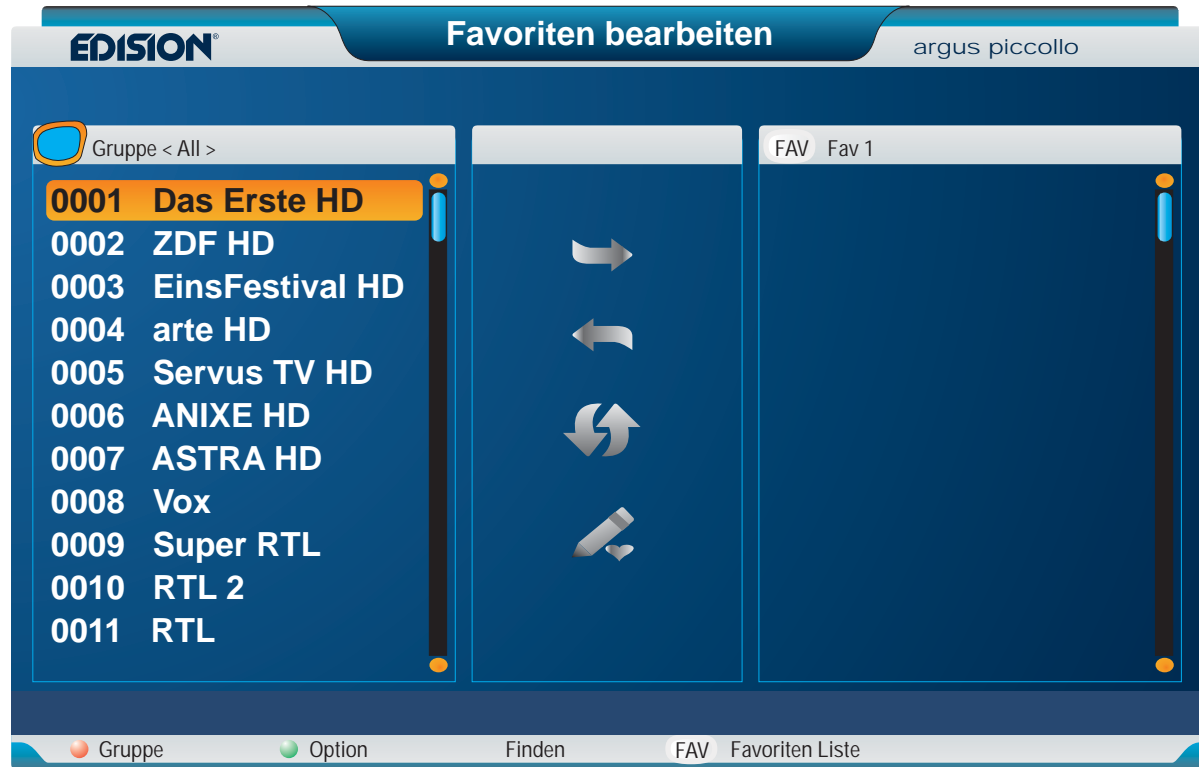 Favoriten bearbeiten
EDISION®
argus piccollo
Gruppe < All >
FAV Fav 1
0001 Das Erste HD
0002 ZDF HD
0003 EinsFestival HD
0004 arte HD
0005 Servus TV HD
0006 ANIXE HD
0007 ASTRA HD
0008 Vox
0009 Super RTL
0010 RTL 2
0011 RTL
Gruppe Option Finden FAV Favoriten Liste